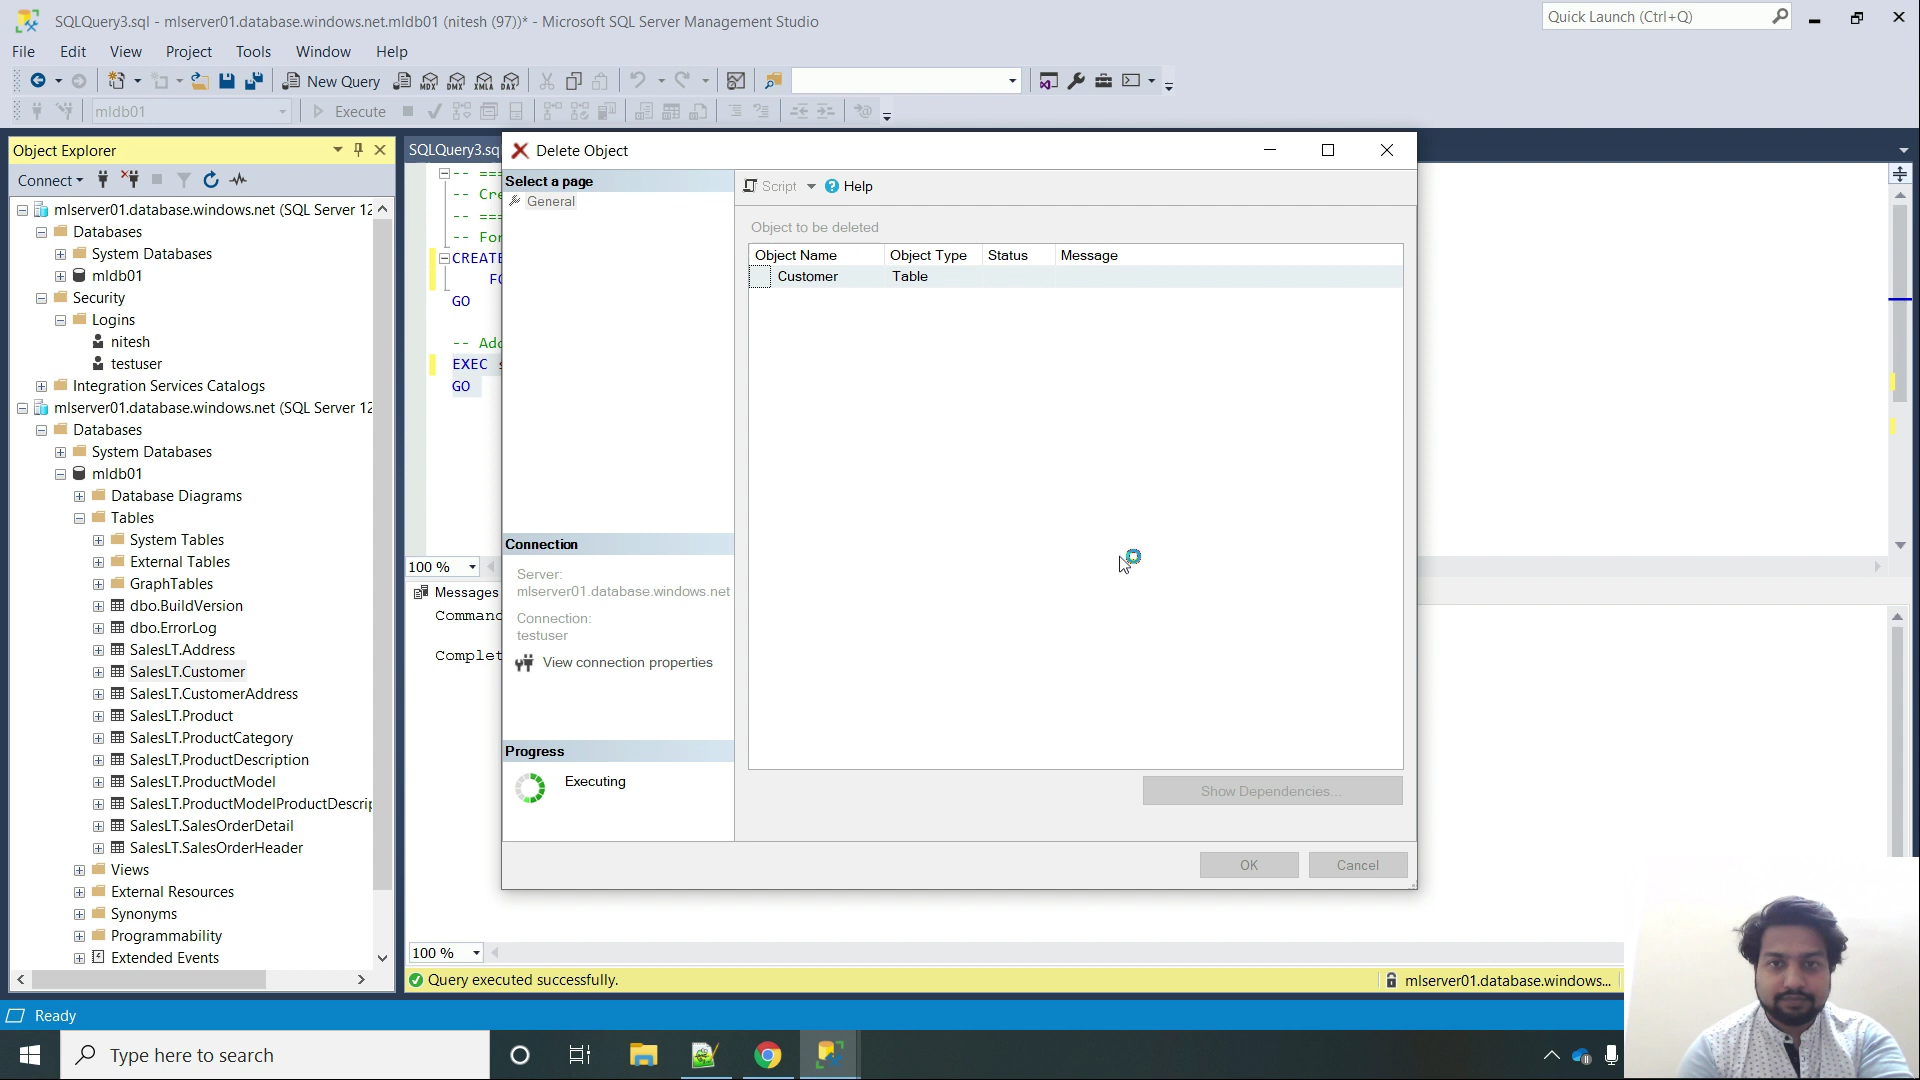 SQLQuery3.sql - mlserver01.database.windows.net.mldb01 (nitesh (97))* - Microsoft SQL Server Management Studio
Quick Launch (Ctrl+Q)
File Edit View Project Tools Window Help
New Query MDX DMX XMLA DAX
mldb01 Execute
Object Explorer
Connect
mlserver01.database.windows.net (SQL Server 12
Databases
System Databases
mldb01
Security
Logins
nitesh
testuser
Integration Services Catalogs
mlserver01.database.windows.net (SQL Server 12
Databases
System Databases
mldb01
Database Diagrams
Tables
System Tables
External Tables
GraphTables
dbo.BuildVersion
dbo.ErrorLog
SalesLT.Address
SalesLT.Customer
SalesLT.CustomerAddress
SalesLT.Product
SalesLT.ProductCategory
SalesLT.ProductDescription
SalesLT.ProductModel
SalesLT.ProductModelProductDescrip
SalesLT.SalesOrderDetail
SalesLT.SalesOrderHeader
Views
External Resources
Synonyms
Programmability
Extended Events
SQLQuery3.sq
-- ===
-- Cre
-- ===
-- For
CREATE
FO
GO
-- Add
EXEC s
GO
100 %
Messages
Command
Complet
100 %
Query executed successfully.
mlserver01.database.windows...
Delete Object
Select a page
General
Script Help
Object to be deleted
Object Name Object Type Status Message
Customer Table
Connection
Server:
mlserver01.database.windows.net
Connection:
testuser
View connection properties
Progress
Executing
Show Dependencies...
OK Cancel
Ready
Type here to search